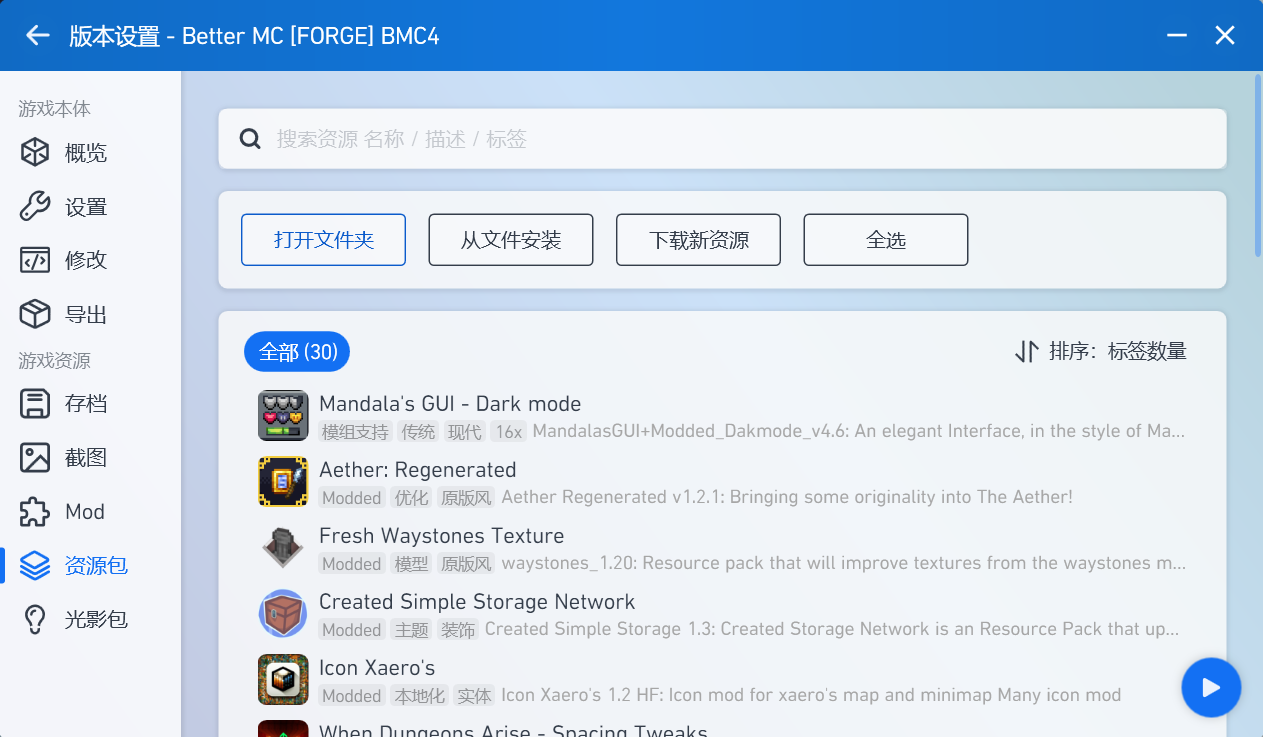 版本设置 - Better MC [FORGE] BMC4
游戏本体
概览
设置
修改
导出
游戏资源
存档
截图
Mod
资源包
光影包
搜索资源 名称 / 描述 / 标签
打开文件夹 从文件安装 下载新资源 全选
全部 (30) 排序：标签数量
Mandala's GUI - Dark mode
模组支持 传统 现代 16x MandalasGUI+Modded_Dakmode_v4.6: An elegant Interface, in the style of Ma...
Aether: Regenerated
Modded 优化 原版风 Aether Regenerated v1.2.1: Bringing some originality into The Aether!
Fresh Waystones Texture
Modded 模型 原版风 waystones_1.20: Resource pack that will improve textures from the waystones m...
Created Simple Storage Network
Modded 主题 装饰 Created Simple Storage 1.3: Created Storage Network is an Resource Pack that up...
Icon Xaero's
Modded 本地化 实体 Icon Xaero's 1.2 HF: Icon mod for xaero's map and minimap Many icon mod
When Dungeons Arise - Spacing Tweaks